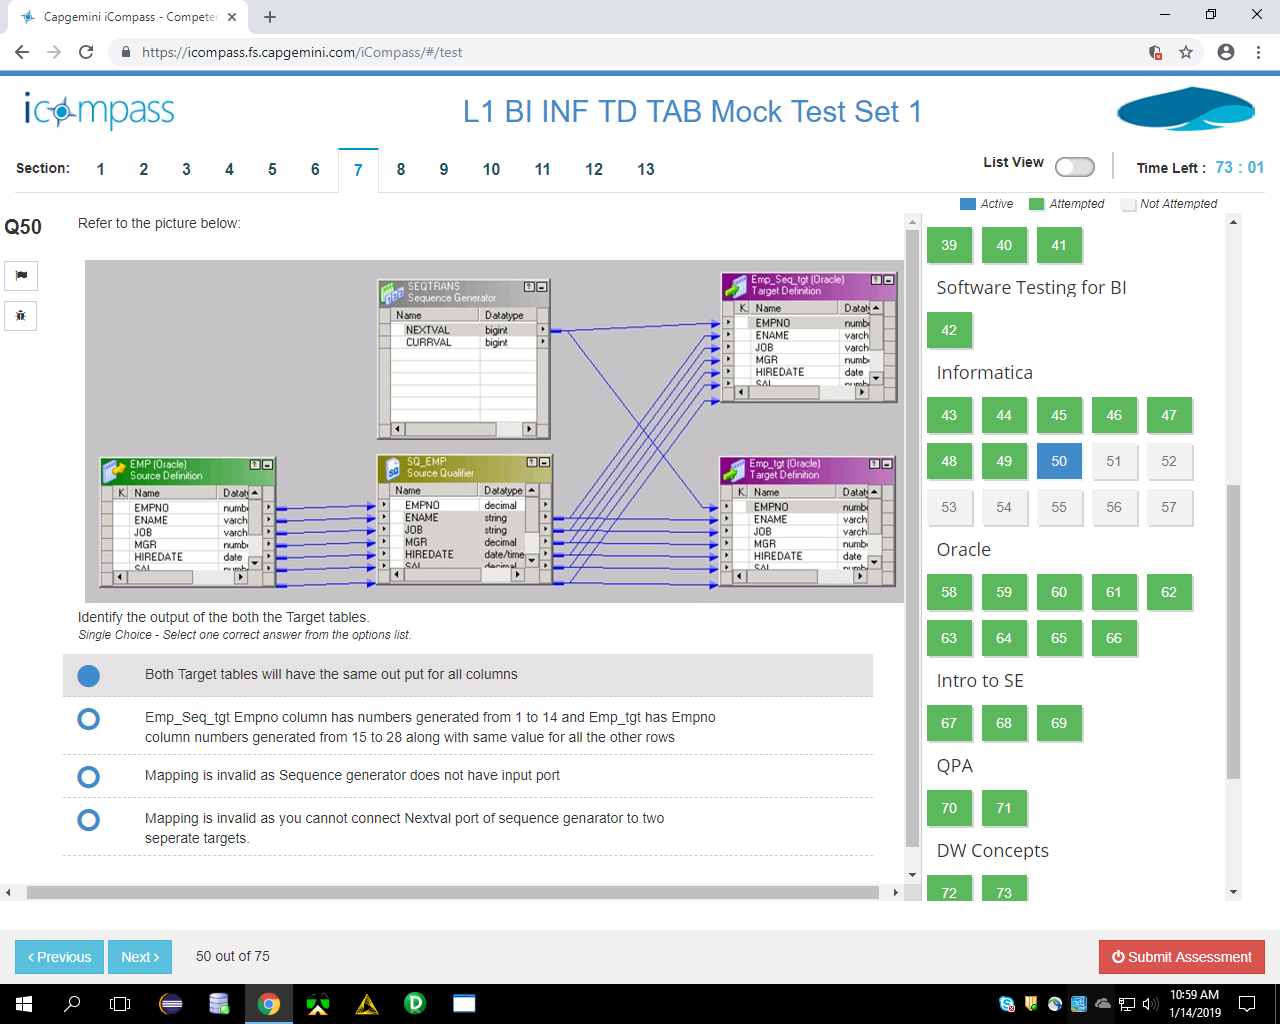 Capgemini iCompass - Competer
https://icompass.fs.capgemini.com/iCompass/#/test
icompass
L1 BI INF TD TAB Mock Test Set 1
Section: 1 2 3 4 5 6 7 8 9 10 11 12 13
List View
Time Left : 73 : 01
Active Attempted Not Attempted
Q50
Refer to the picture below:
SEQTRANS
Sequence Generator
Name Datatype
NEXTVAL bigint
CURRVAL bigint
Emp_Seq_tgt (Oracle)
Target Definition
K. Name Datat
EMPNO numb
ENAME varch
JOB varch
MGR numb
HIREDATE date
SAL numb
EMP (Oracle)
Source Definition
K. Name Datat
EMPNO numb
ENAME varch
JOB varch
MGR numb
HIREDATE date
SAL numb
SQ_EMP
Source Qualifier
Name Datatype
EMPNO decimal
ENAME string
JOB string
MGR decimal
HIREDATE date/time
SAL decimal
Emp_tgt (Oracle)
Target Definition
K. Name Datat
EMPNO numb
ENAME varch
JOB varch
MGR numb
HIREDATE date
SAL numb
Identify the output of the both the Target tables.
Single Choice - Select one correct answer from the options list.
Both Target tables will have the same out put for all columns
Emp_Seq_tgt Empno column has numbers generated from 1 to 14 and Emp_tgt has Empno
column numbers generated from 15 to 28 along with same value for all the other rows
Mapping is invalid as Sequence generator does not have input port
Mapping is invalid as you cannot connect Nextval port of sequence genarator to two
seperate targets.
39 40 41
Software Testing for BI
42
Informatica
43 44 45 46 47
48 49 50 51 52
53 54 55 56 57
Oracle
58 59 60 61 62
63 64 65 66
Intro to SE
67 68 69
QPA
70 71
DW Concepts
72 73
Previous
Next
50 out of 75
Submit Assessment
10:59 AM
1/14/2019